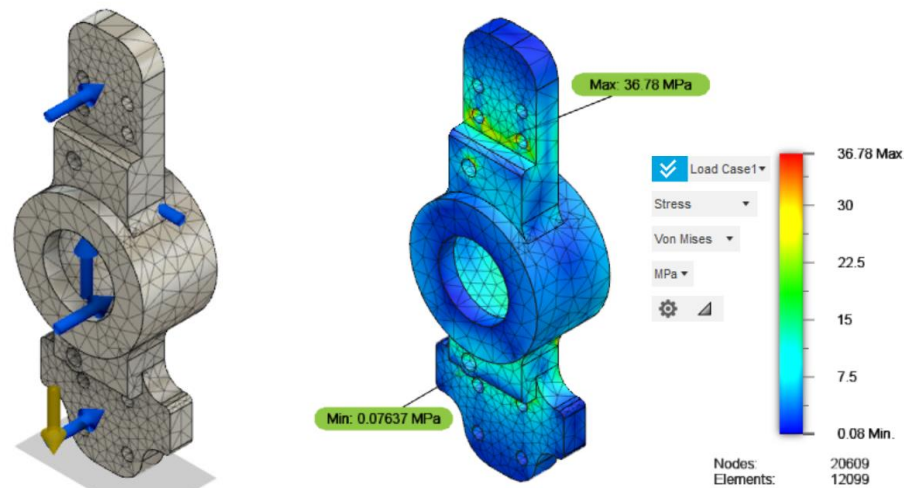 Max: 36.78 MPa
Min: 0.07637 MPa
Load Case1
Stress
Von Mises
MPa
36.78 Max
30
22.5
15
7.5
0.08 Min.
Nodes: 20609
Elements: 12099